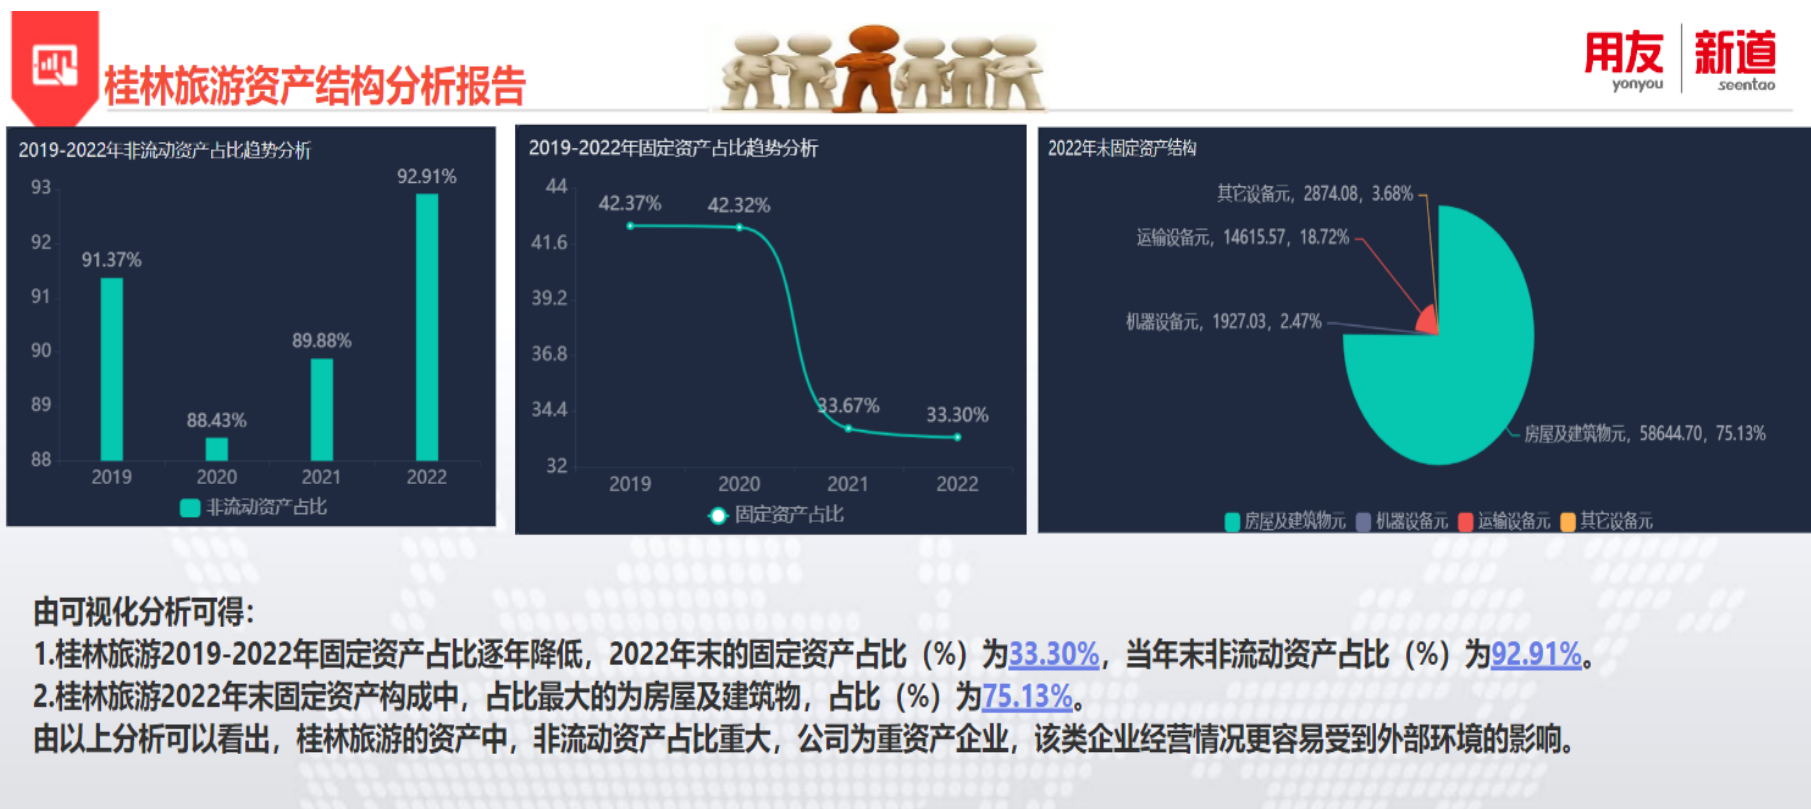 桂林旅游资产结构分析报告
用友 新道
yonyou seentao
2019-2022年非流动资产占比趋势分析
93
92
91
90
89
88
91.37%
88.43%
89.88%
92.91%
2019 2020 2021 2022
非流动资产占比
2019-2022年固定资产占比趋势分析
44
41.6
39.2
36.8
34.4
32
42.37%
42.32%
33.67%
33.30%
2019 2020 2021 2022
固定资产占比
2022年末固定资产结构
其它设备元, 2874.08, 3.68%
运输设备元, 14615.57, 18.72%
机器设备元, 1927.03, 2.47%
房屋及建筑物元, 58644.70, 75.13%
房屋及建筑物元 机器设备元 运输设备元 其它设备元
由可视化分析可得:
1.桂林旅游2019-2022年固定资产占比逐年降低，2022年末的固定资产占比（%）为33.30%，当年末非流动资产占比（%）为92.91%。
2.桂林旅游2022年末固定资产构成中，占比最大的为房屋及建筑物，占比（%）为75.13%。
由以上分析可以看出，桂林旅游的资产中，非流动资产占比重大，公司为重资产企业，该类企业经营情况更容易受到外部环境的影响。